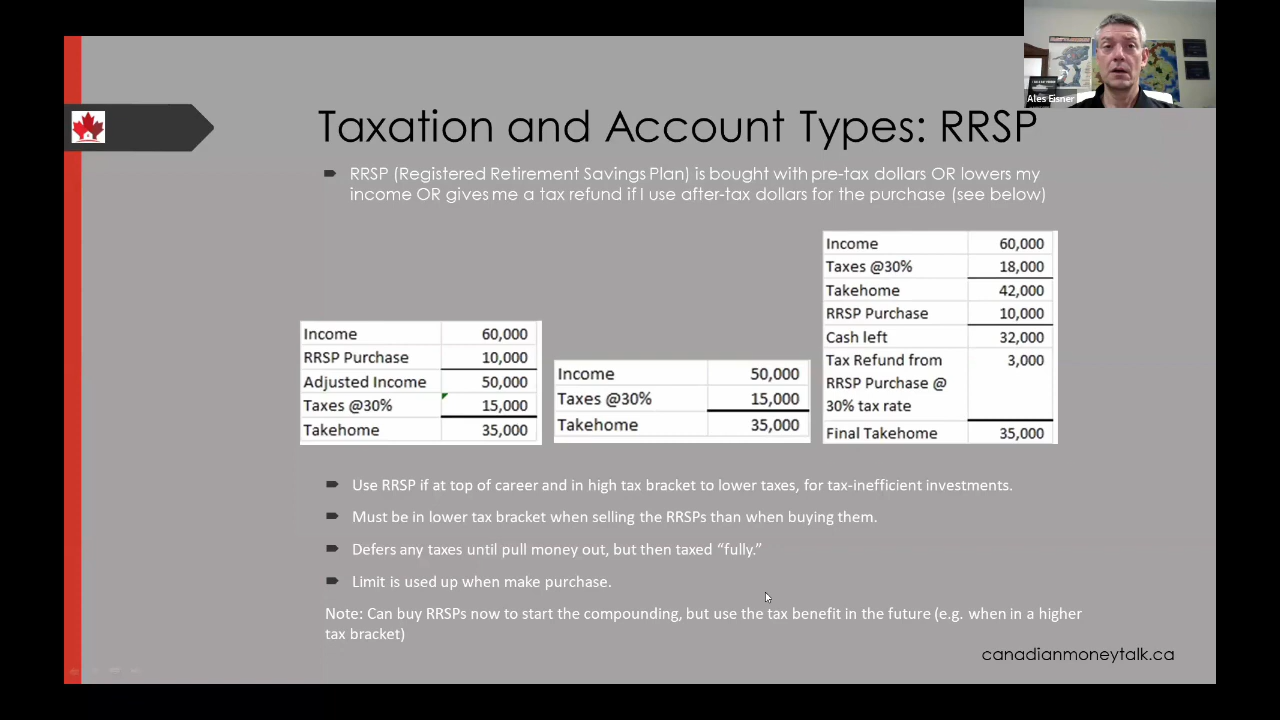 Ales Eisner
Taxation and Account Types: RRSP
RRSP (Registered Retirement Savings Plan) is bought with pre-tax dollars OR lowers my
income OR gives me a tax refund if I use after-tax dollars for the purchase (see below)
Income 60,000
RRSP Purchase 10,000
Adjusted Income 50,000
Taxes @30% 15,000
Takehome 35,000
Income 50,000
Taxes @30% 15,000
Takehome 35,000
Income 60,000
Taxes @30% 18,000
Takehome 42,000
RRSP Purchase 10,000
Cash left 32,000
Tax Refund from 3,000
RRSP Purchase @
30% tax rate
Final Takehome 35,000
Use RRSP if at top of career and in high tax bracket to lower taxes, for tax-inefficient investments.
Must be in lower tax bracket when selling the RRSPs than when buying them.
Defers any taxes until pull money out, but then taxed “fully.”
Limit is used up when make purchase.
Note: Can buy RRSPs now to start the compounding, but use the tax benefit in the future (e.g. when in a higher
tax bracket)
canadianmoneytalk.ca